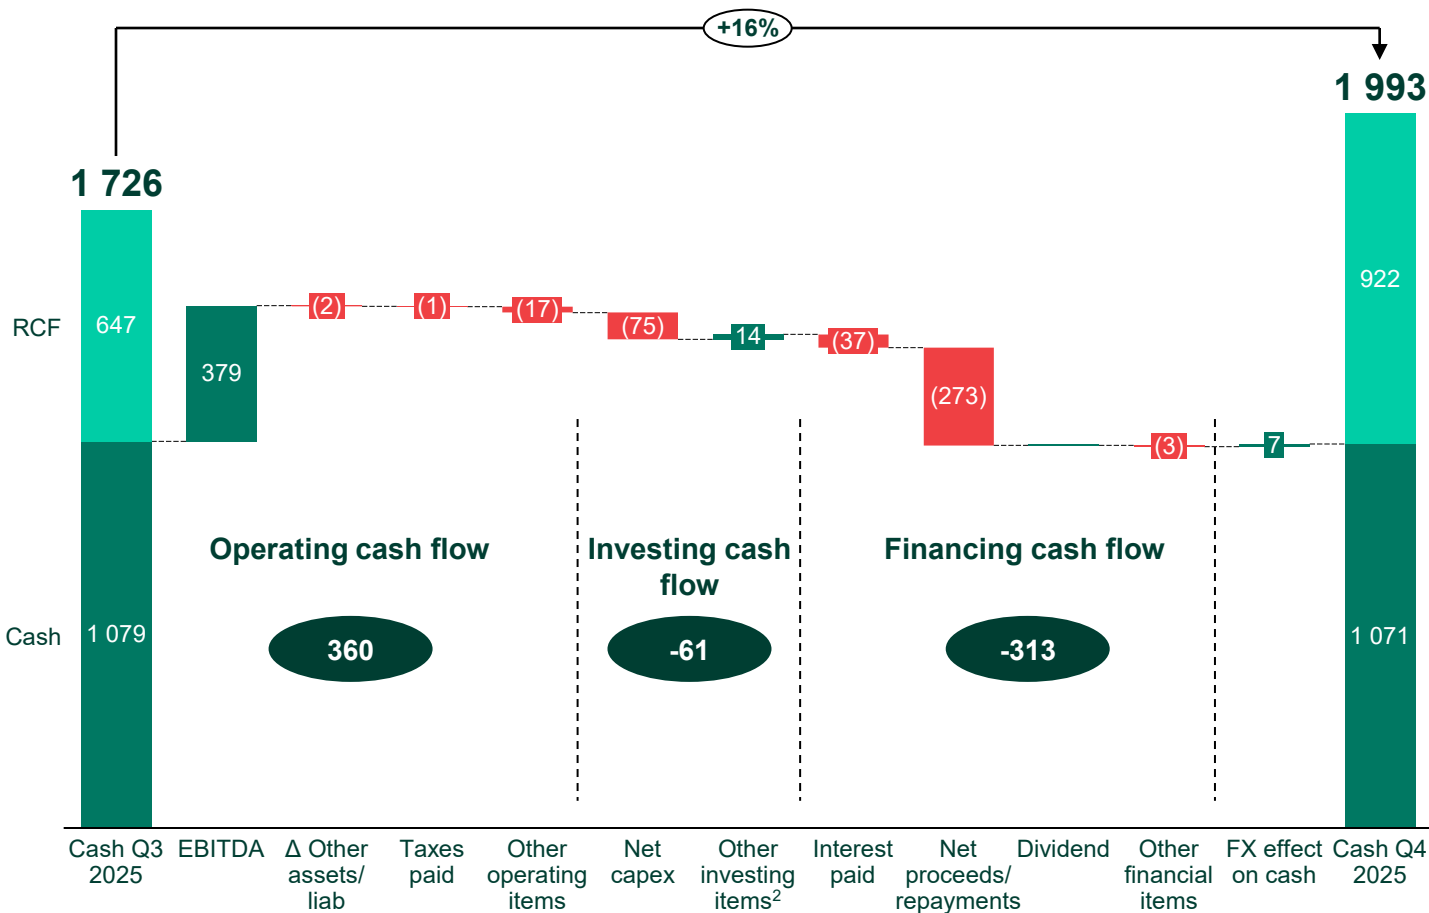 +16%
1 993
1 726
RCF
647
379
(2)
(1)
(17)
(75)
14
(37)
(273)
(3)
7
922
Operating cash flow
Investing cash
flow
Financing cash flow
Cash
1 079
360
-61
-313
1 071
Cash Q3
2025
EBITDA
Δ Other
assets/
liab
Taxes
paid
Other
operating
items
Net
capex
Other
investing
items2
Interest
paid
Net
proceeds/
repayments
Dividend
Other
financial
items
FX effect
on cash
Cash Q4
2025